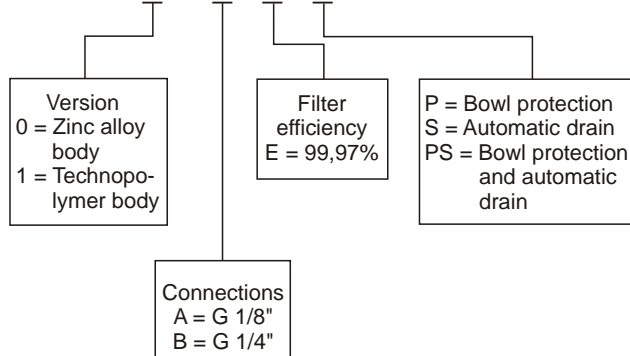 Version
0 = Zinc alloy
body
1 = Technopo-
lymer body
Filter
efficiency
E = 99,97%
P = Bowl protection
S = Automatic drain
PS = Bowl protection
and automatic
drain
Connections
A = G 1/8"
B = G 1/4"